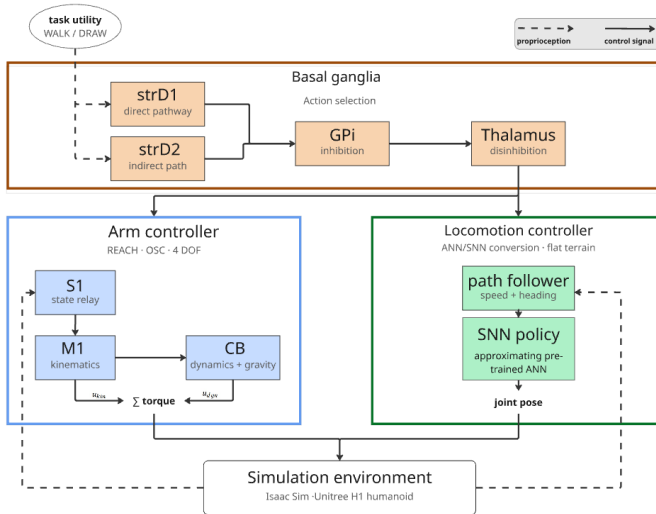 task utility
WALK / DRAW
proprioception
control signal
Basal ganglia
Action selection
strD1
direct pathway
strD2
indirect path
GPi
inhibition
Thalamus
disinhibition
Arm controller
REACH · OSC · 4 DOF
S1
state relay
M1
kinematics
CB
dynamics + gravity
u_kin
∑ torque
u_dyn
Locomotion controller
ANN/SNN conversion · flat terrain
path follower
speed + heading
SNN policy
approximating pre-
trained ANN
joint pose
Simulation environment
Isaac Sim ·Unitree H1 humanoid